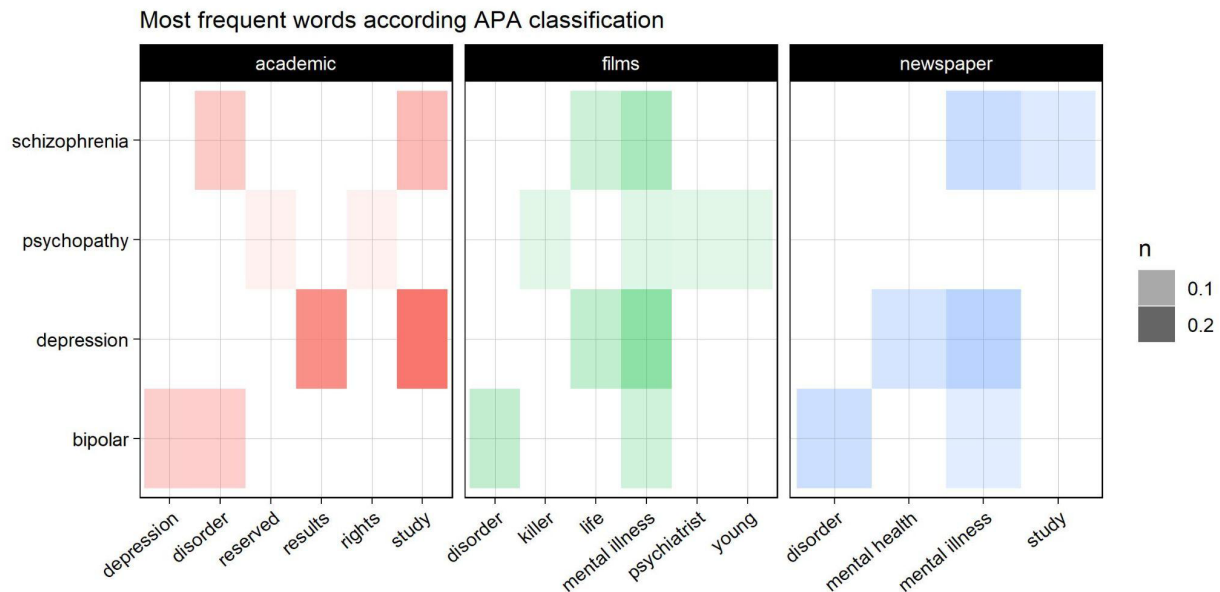 Most frequent words according APA classification
academic
films
newspaper
schizophrenia
psychopathy
depression
bipolar
depression
disorder
reserved
results
rights
study
disorder
killer
life
mental illness
psychiatrist
young
disorder
mental health
mental illness
study
n
0.1
0.2